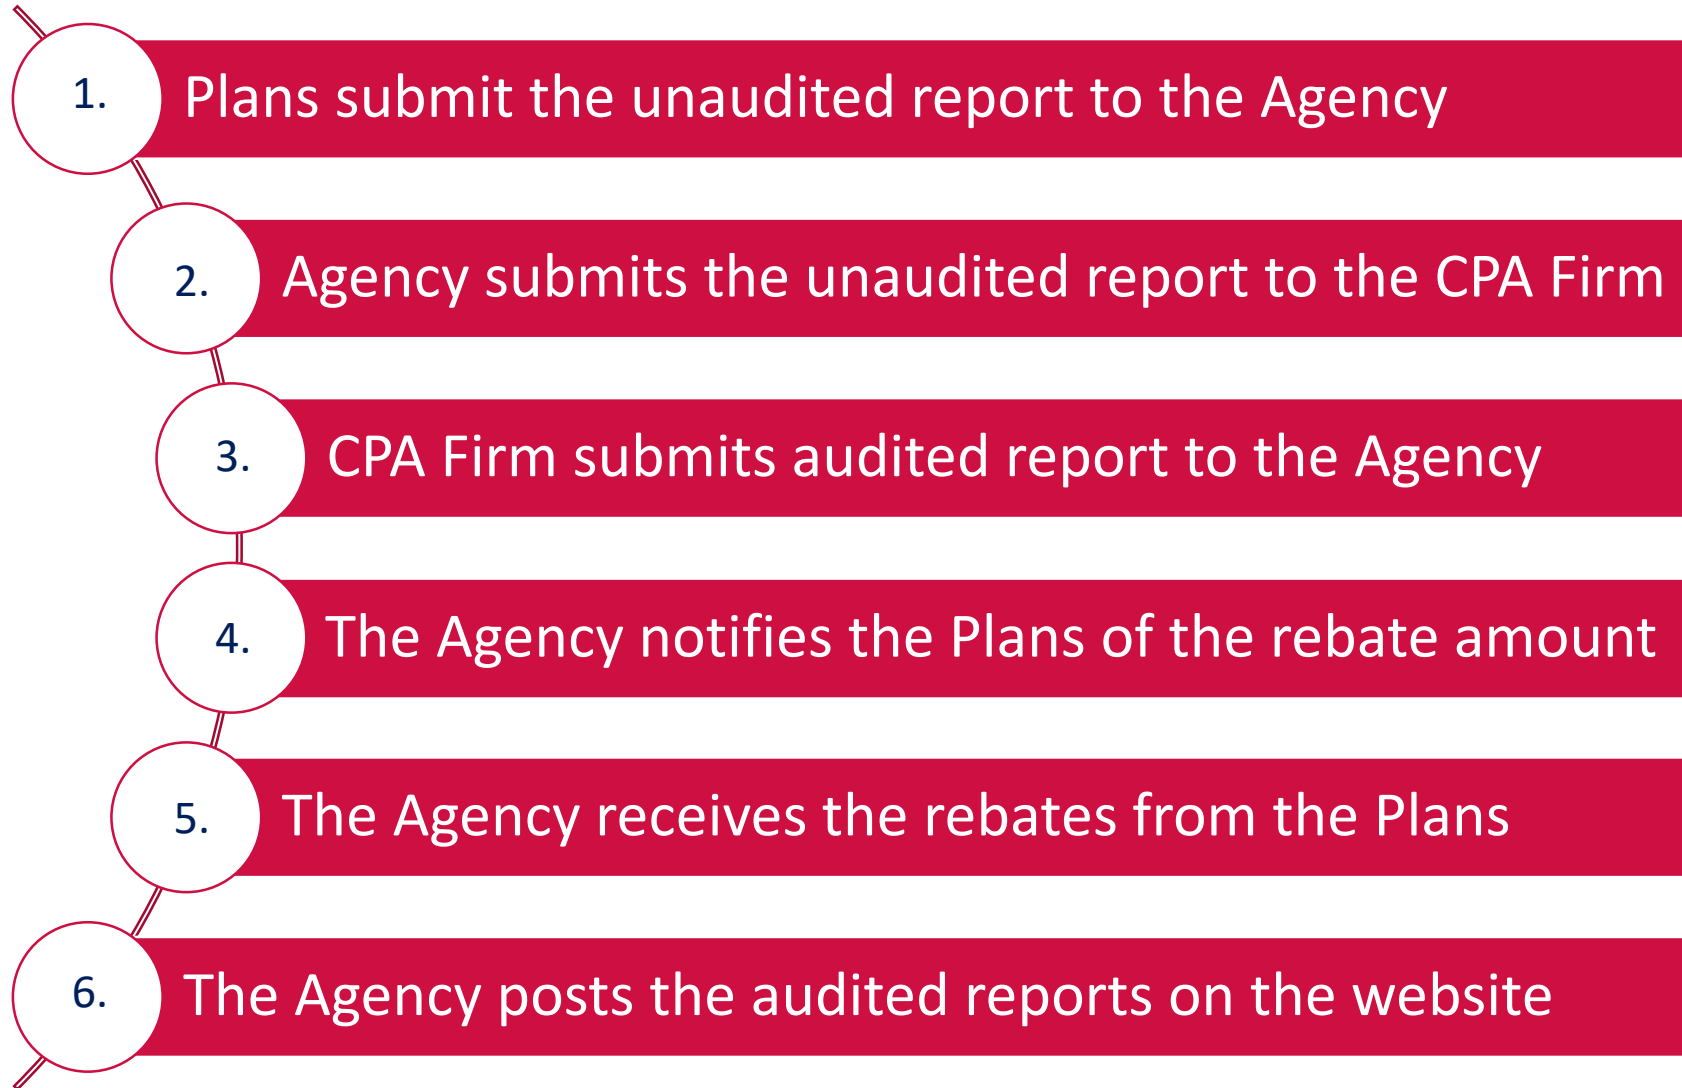 1. Plans submit the unaudited report to the Agency
2. Agency submits the unaudited report to the CPA Firm
3. CPA Firm submits audited report to the Agency
4. The Agency notifies the Plans of the rebate amount
5. The Agency receives the rebates from the Plans
6. The Agency posts the audited reports on the website